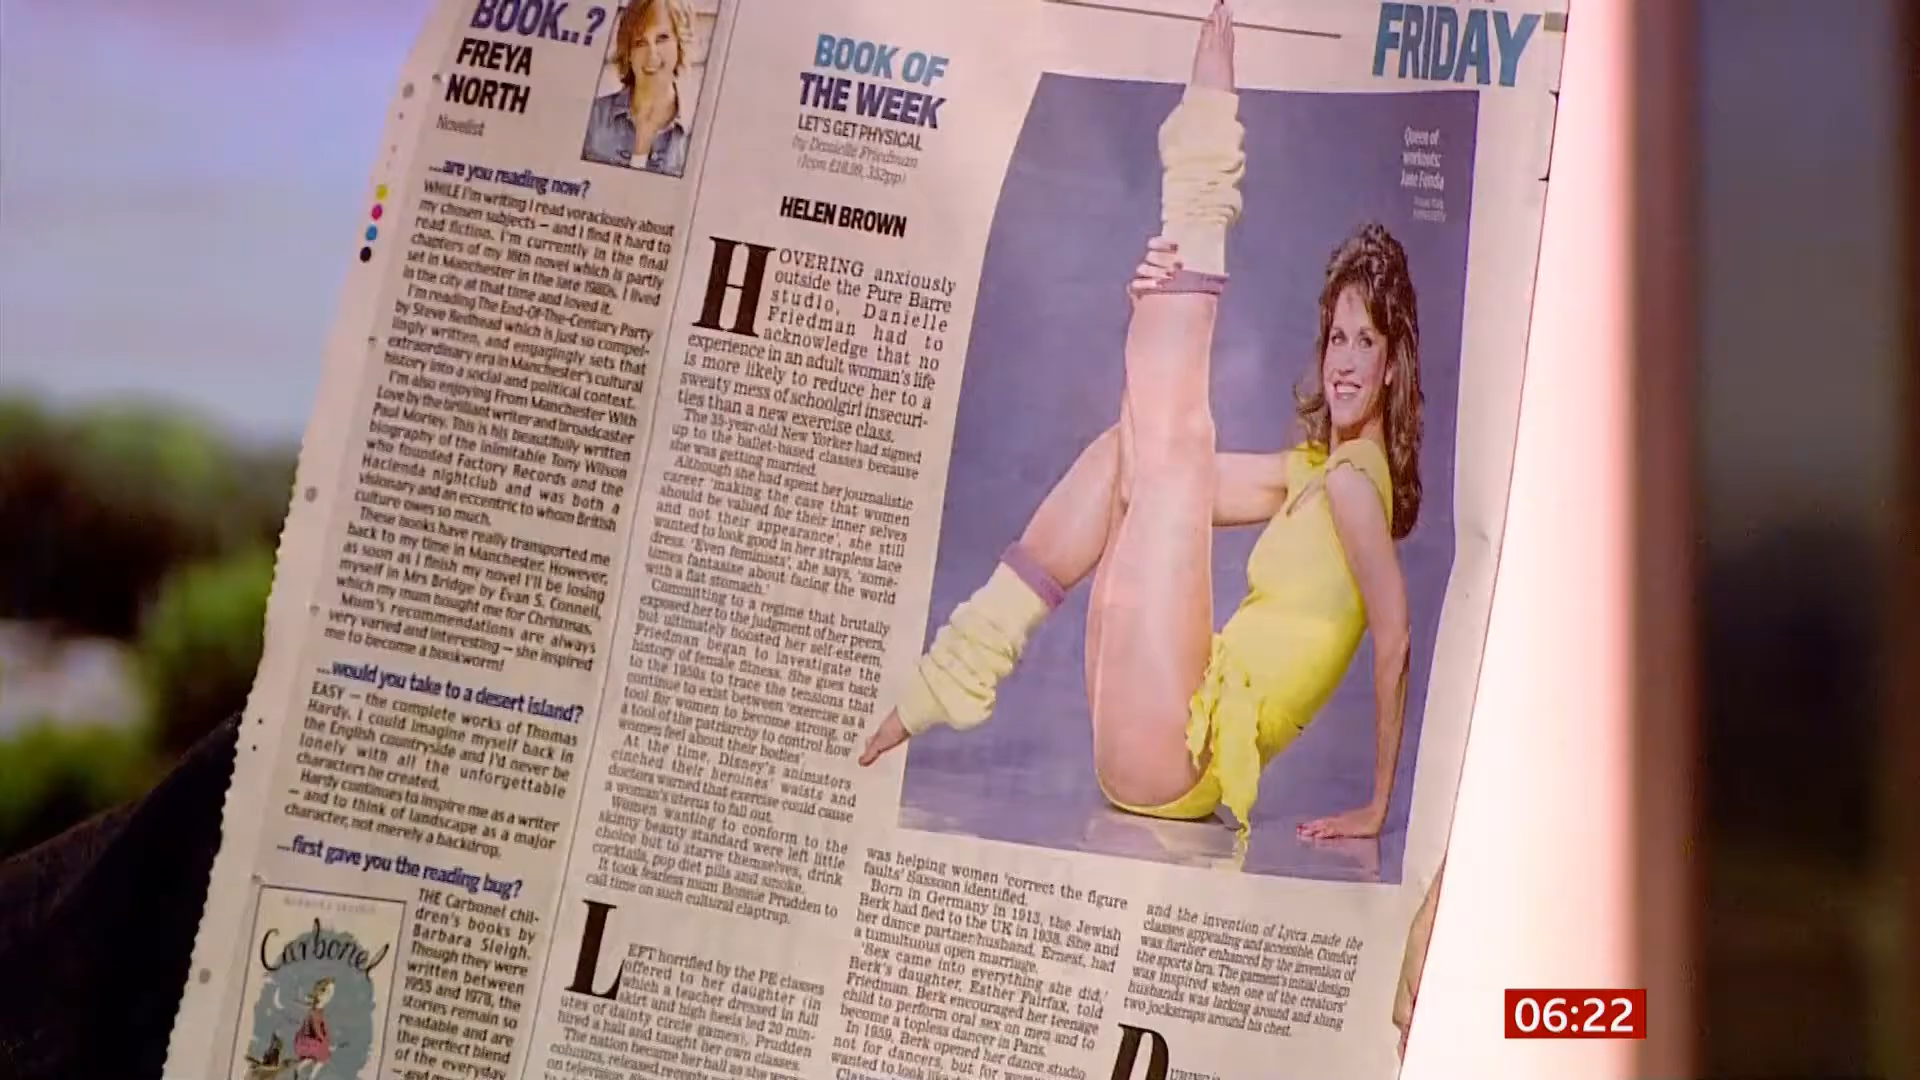 BOOK..?
FREYA
NORTH
Novelist
...are you reading now?
WHILE I'm writing I read voraciously about
my chosen subjects – and I find it hard to
read fiction. I'm currently in the final
chapters of my 16th novel which is partly
set in Manchester in the late 1980s. I lived
in the city at that time and loved it.
I'm reading The End-Of-The-Century Party
by Steve Redhead which is just so compel-
lingly written, and engagingly sets that
extraordinary era in Manchester's cultural
history into a social and political context.
I'm also enjoying From Manchester With
Love by the brilliant writer and broadcaster
Paul Morley. This is his beautifully written
biography of the inimitable Tony Wilson
who founded Factory Records and the
Hacienda nightclub and was both a
visionary and an eccentric to whom British
culture owes so much.
These books have really transported me
back to my time in Manchester. However,
as soon as I finish my novel I'll be losing
myself in Mrs Bridge by Evan S. Connell,
which my mum bought me for Christmas.
Mum's recommendations are always
very varied and interesting – she inspired
me to become a bookworm!
...would you take to a desert island?
EASY – the complete works of Thomas
Hardy. I could imagine myself back in
the English countryside and I'd never be
lonely with all the unforgettable
characters he created.
Hardy continues to inspire me as a writer
– and to think of landscape as a major
character, not merely a backdrop.
...first gave you the reading bug?
Carbonel
THE Carbonel chil-
dren's books by
Barbara Sleigh.
Though they were
written between
1955 and 1978, the
stories remain so
readable and are
the perfect blend
of the everyday
BOOK OF
THE WEEK
LET'S GET PHYSICAL
by Danielle Friedman
(Icon £18.99, 352pp)
HELEN BROWN
HOVERING anxiously
outside the Pure Barre
studio, Danielle
Friedman had to
acknowledge that no
experience in an adult woman's life
is more likely to reduce her to a
sweaty mess of schoolgirl insecuri-
ties than a new exercise class.
The 35-year-old New Yorker had signed
up to the ballet-based classes because
she was getting married.
Although she had spent her journalistic
career 'making the case that women
should be valued for their inner selves
and not their appearance', she still
wanted to look good in her strapless lace
dress. 'Even feminists', she says, 'some-
times fantasise about facing the world
with a flat stomach.'
Committing to a regime that brutally
exposed her to the judgment of her peers,
but ultimately boosted her self-esteem,
Friedman began to investigate the
history of female fitness. She goes back
to the 1950s to trace the tensions that
continue to exist between 'exercise as a
tool for women to become strong, or
a tool of the patriarchy to control how
women feel about their bodies'.
At the time, Disney's animators
cinched their heroines' waists and
doctors warned that exercise could cause
a woman's uterus to fall out.
Women wanting to conform to the
skinny beauty standard were left little
choice but to starve themselves, drink
cocktails, pop diet pills and smoke.
It took fearless mum Bonnie Prudden to
call time on such cultural claptrap.
LEFT horrified by the PE classes
offered to her daughter (in
which a teacher dressed in full
skirt and high heels led 20 min-
utes of dainty circle games), Prudden
hired a hall and taught her own classes.
The nation became her hall as she
columns, released
on television.
FRIDAY
Queen of
workouts:
Jane Fonda
was helping women 'correct the figure
faults' Sassoon identified.
Born in Germany in 1913, the Jewish
Berk had fled to the UK in 1938. She and
her dance partner/husband, Ernest, had
a tumultuous open marriage.
'Sex came into everything she did,'
Berk's daughter, Esther Fairfax, told
Friedman. Berk encouraged her teenage
child to perform oral sex on men and to
become a topless dancer in Paris.
In 1959, Berk opened her dance studio
not for dancers, but for
wanted to look
and the invention of Lycra made the
classes appealing and accessible. Comfort
was further enhanced by the invention of
the sports bra. The garment's initial design
was inspired when one of the creators'
husbands was larking around and slung
two jockstraps around his chest.
06:22